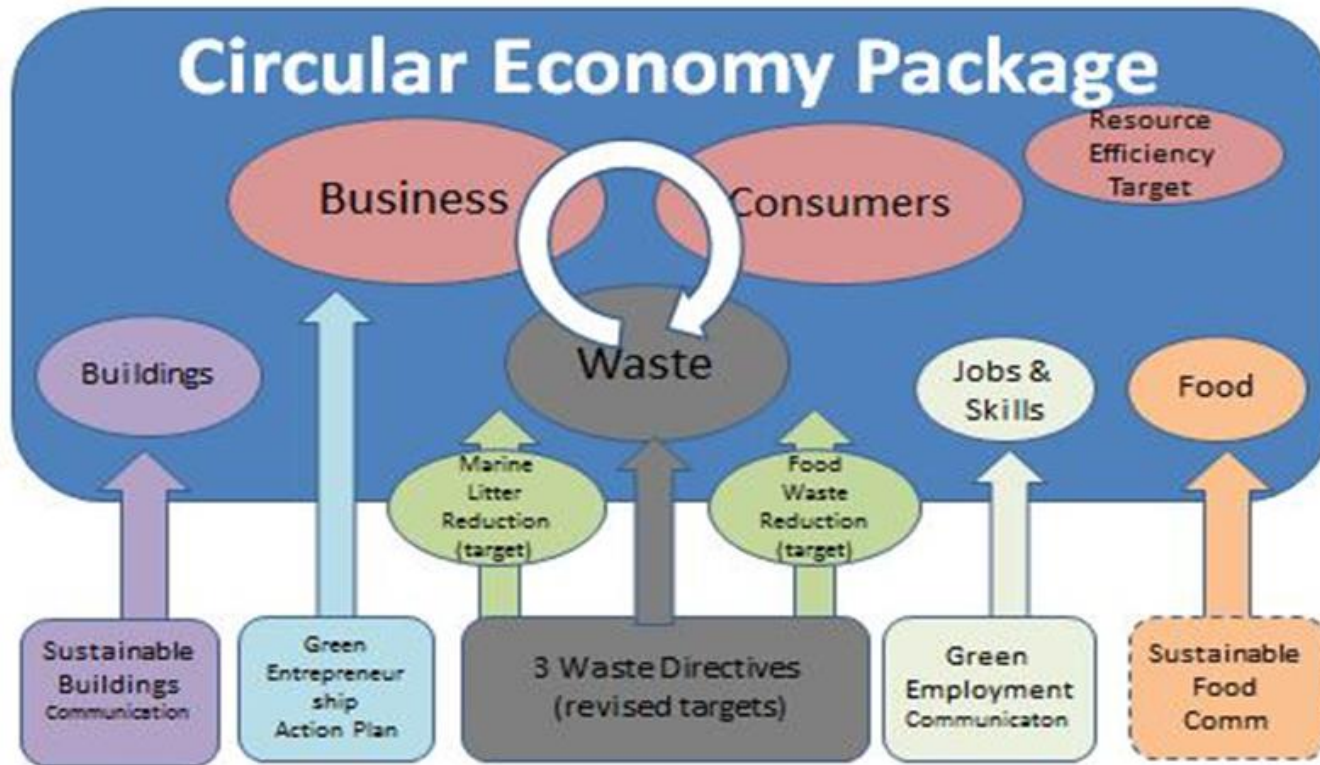 Circular Economy Package
Resource
Efficiency
Target
Business
Consumers
Waste
Buildings
Jobs &
Skills
Food
Marine
Litter
Reduction
(target)
Food
Waste
Reduction
(target)
Sustainable
Buildings
Communication
Green
Entrepreneur
ship
Action Plan
3 Waste Directives
(revised targets)
Green
Employment
Communicaton
Sustainable
Food
Comm